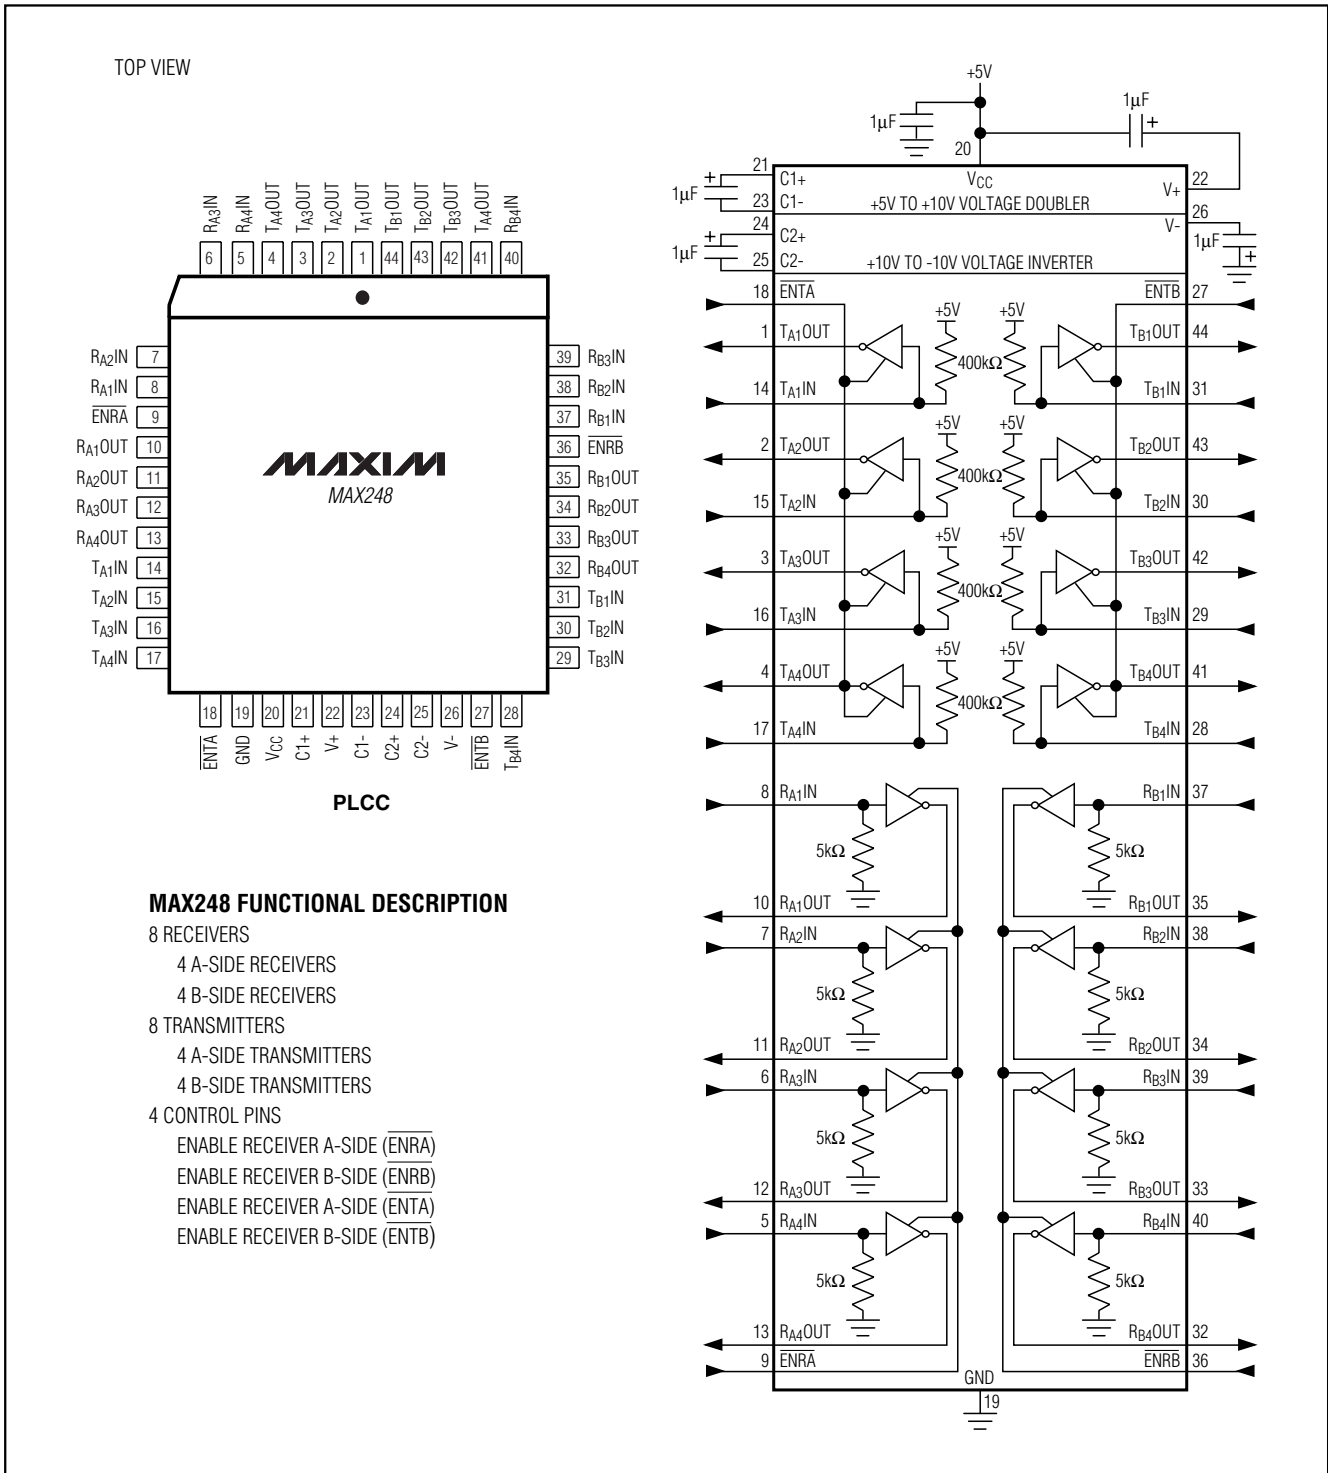 TOP VIEW
RA3IN
RA4IN
TA4OUT
TA3OUT
TA2OUT
TA1OUT
TB1OUT
TB2OUT
TB3OUT
TA4OUT
RB4IN
6 5 4 3 2 1 44 43 42 41 40
RA2IN 7
RA1IN 8
ENRA 9
RA1OUT 10
RA2OUT 11
RA3OUT 12
RA4OUT 13
TA1IN 14
TA2IN 15
TA3IN 16
TA4IN 17
MAXIM
MAX248
39 RB3IN
38 RB2IN
37 RB1IN
36 ENRB
35 RB1OUT
34 RB2OUT
33 RB3OUT
32 RB4OUT
31 TB1IN
30 TB2IN
29 TB3IN
18 19 20 21 22 23 24 25 26 27 28
ENTA
GND
VCC
C1+
V+
C1-
C2+
C2-
V-
ENTB
TB4IN
PLCC
MAX248 FUNCTIONAL DESCRIPTION
8 RECEIVERS
4 A-SIDE RECEIVERS
4 B-SIDE RECEIVERS
8 TRANSMITTERS
4 A-SIDE TRANSMITTERS
4 B-SIDE TRANSMITTERS
4 CONTROL PINS
ENABLE RECEIVER A-SIDE (ENRA)
ENABLE RECEIVER B-SIDE (ENRB)
ENABLE RECEIVER A-SIDE (ENTA)
ENABLE RECEIVER B-SIDE (ENTB)
+5V
1µF
1µF +
20
21 C1+ VCC V+ 22
+ 1µF
23 C1- +5V TO +10V VOLTAGE DOUBLER
V- 26
24 C2+
+ 1µF
1µF +
25 C2- +10V TO -10V VOLTAGE INVERTER
18 ENTA ENTB 27
+5V +5V
1 TA1OUT TB1OUT 44
400kΩ
14 TA1IN TB1IN 31
+5V +5V
2 TA2OUT TB2OUT 43
400kΩ
15 TA2IN TB2IN 30
+5V +5V
3 TA3OUT TB3OUT 42
400kΩ
16 TA3IN TB3IN 29
+5V +5V
4 TA4OUT TB4OUT 41
400kΩ
17 TA4IN TB4IN 28
8 RA1IN RB1IN 37
5kΩ 5kΩ
10 RA1OUT RB1OUT 35
7 RA2IN RB2IN 38
5kΩ 5kΩ
11 RA2OUT RB2OUT 34
6 RA3IN RB3IN 39
5kΩ 5kΩ
12 RA3OUT RB3OUT 33
5 RA4IN RB4IN 40
5kΩ 5kΩ
13 RA4OUT RB4OUT 32
9 ENRA ENRB 36
GND
19